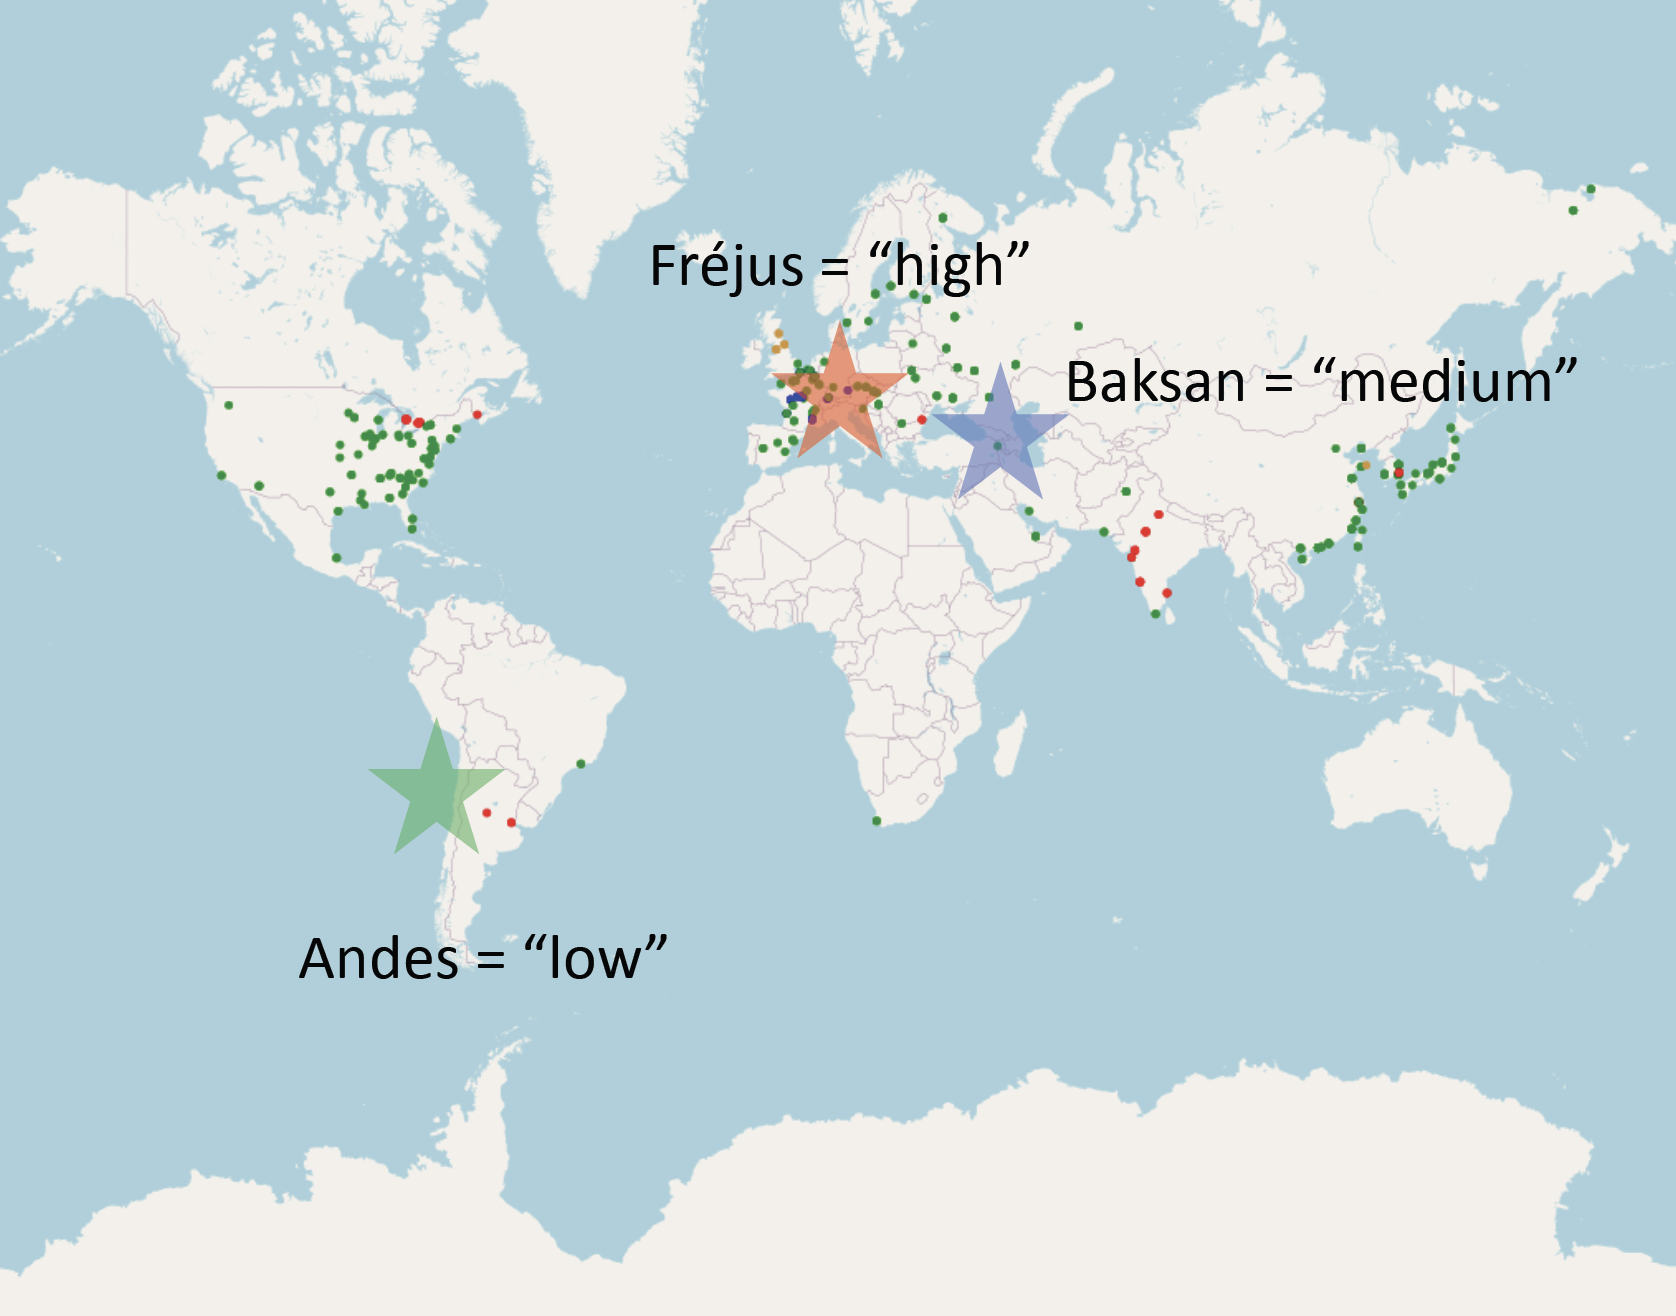 Fréjus = “high”
Baksan = “medium”
Andes = “low”